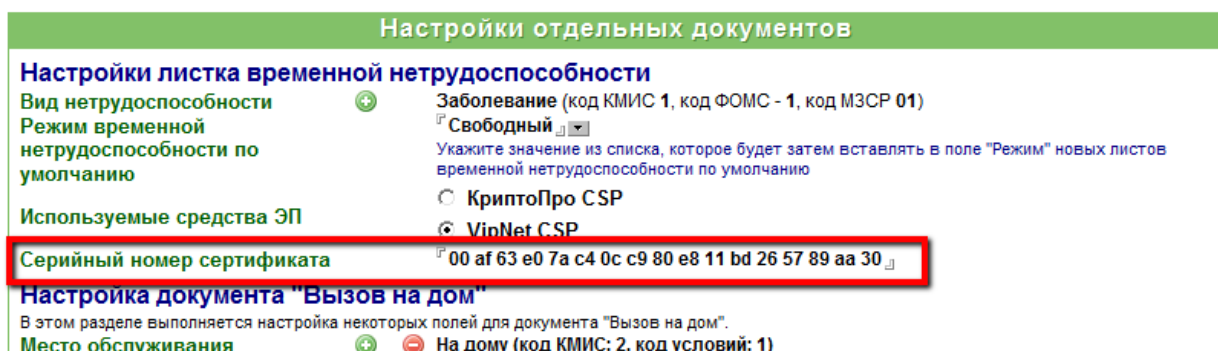 Настройки отдельных документов
Настройки листка временной нетрудоспособности
Вид нетрудоспособности Заболевание (код КМИС 1, код ФОМС - 1, код МЗСР 01)
Режим временной нетрудоспособности по умолчанию Свободный
Укажите значение из списка, которое будет затем вставлять в поле "Режим" новых листов
временной нетрудоспособности по умолчанию
Используемые средства ЭП
КриптоПро CSP
VipNet CSP
Серийный номер сертификата 00 af 63 e0 7a c4 0c c9 80 e8 11 bd 26 57 89 aa 30
Настройка документа "Вызов на дом"
В этом разделе выполняется настройка некоторых полей для документа "Вызов на дом".
Место обслуживания На дому (код КМИС: 2, код условий: 1)